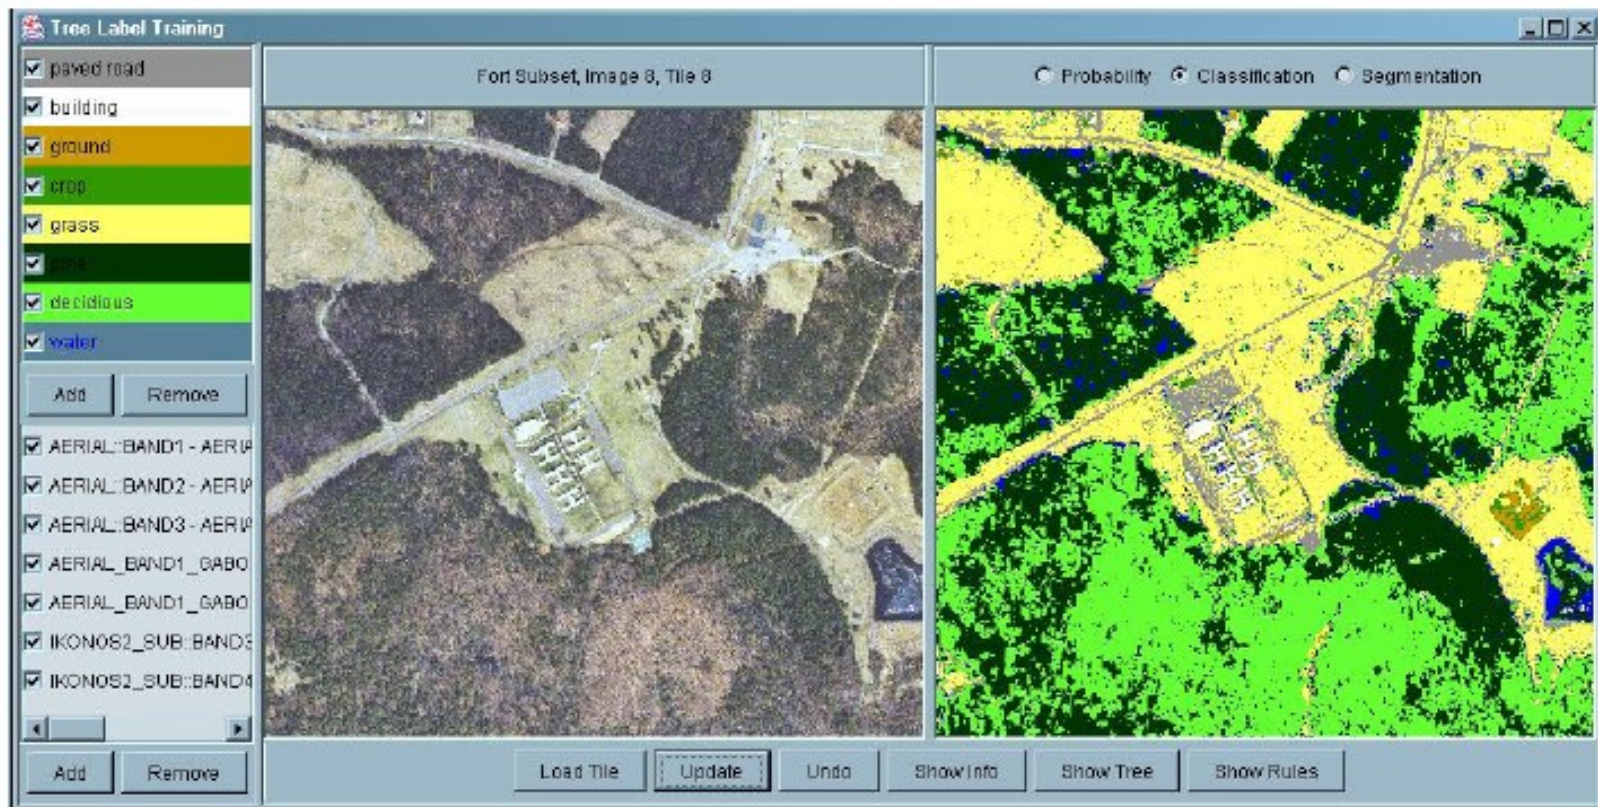 Tree Label Training
paved road
building
ground
crop
grass
pine
decidious
water
Add Remove
AERIAL::BAND1 - AERIA
AERIAL::BAND2 - AERIA
AERIAL::BAND3 - AERIA
AERIAL_BAND1_GABO
AERIAL_BAND1_GABO
IKONOS2_SUB::BAND3
IKONOS2_SUB::BAND4
Add Remove
Fort Subset, Image 8, Tile 8
Probability Classification Segmentation
Load Tile Update Undo Show Info Show Tree Show Rules